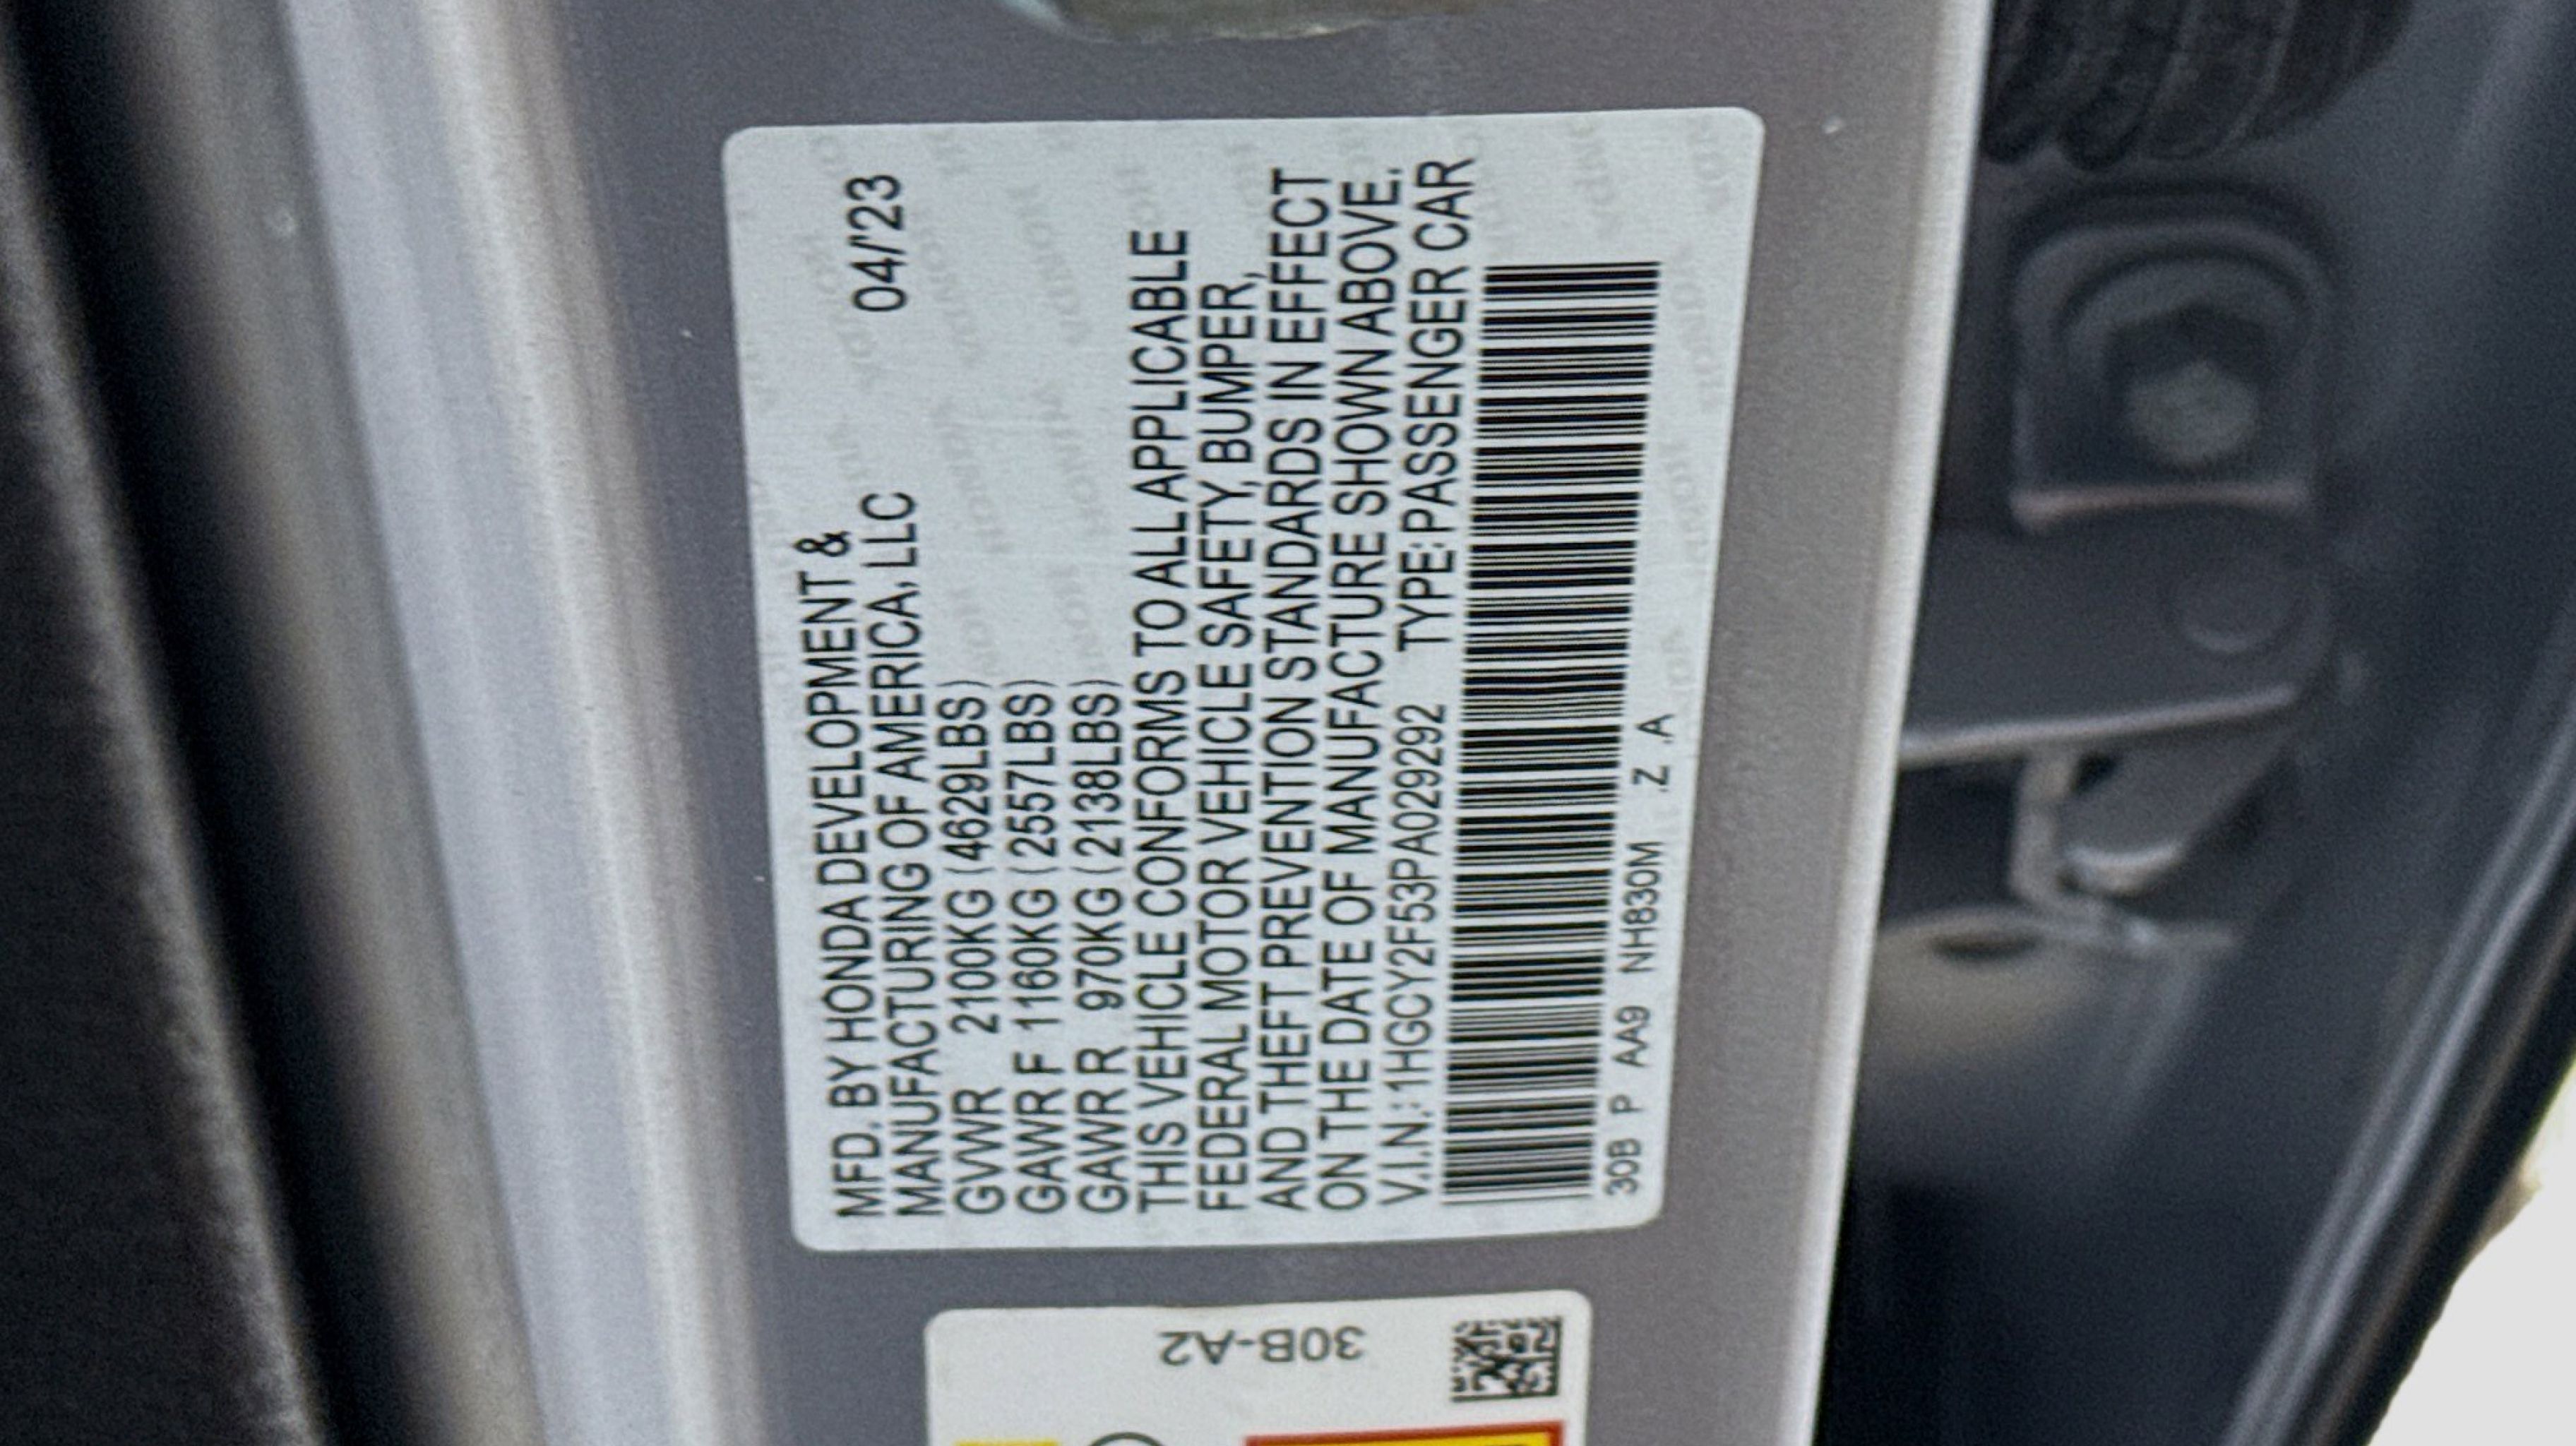 MFD. BY HONDA DEVELOPMENT &
MANUFACTURING OF AMERICA, LLC 04/'23
GVWR 2100KG (4629LBS)
GAWR F 1160KG (2557LBS)
GAWR R 970KG (2138LBS)
THIS VEHICLE CONFORMS TO ALL APPLICABLE
FEDERAL MOTOR VEHICLE SAFETY, BUMPER,
AND THEFT PREVENTION STANDARDS IN EFFECT
ON THE DATE OF MANUFACTURE SHOWN ABOVE.
V.I.N.: 1HGCY2F53PA029292 TYPE: PASSENGER CAR
30B P AA9 NH830M Z A
30B-A2